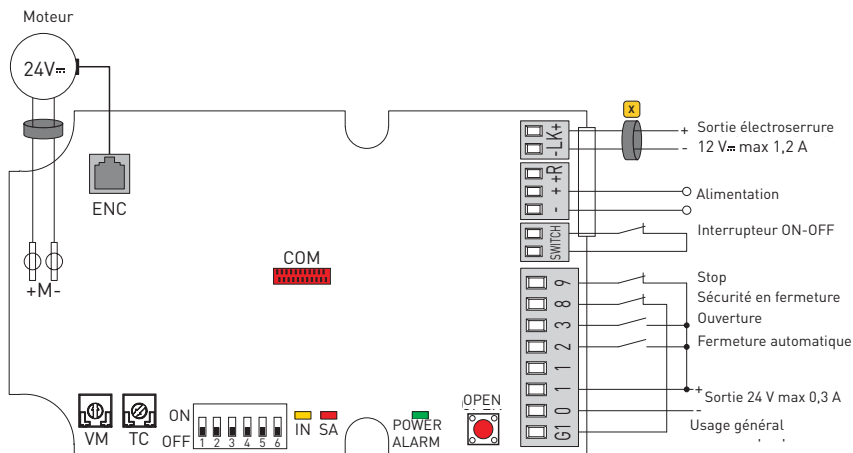 Moteur
24V
ENC
+M-
COM
VM
TC
ON
OFF
1 2 3 4 5 6
IN
SA
POWER
ALARM
OPEN
-LK+
- + +R
SWITCH
9
8
3
2
1
1
0
G1
x
+ Sortie électroserrure
- 12 V max 1,2 A
Alimentation
Interrupteur ON-OFF
Stop
Sécurité en fermeture
Ouverture
Fermeture automatique
+ Sortie 24 V max 0,3 A
-
Usage général